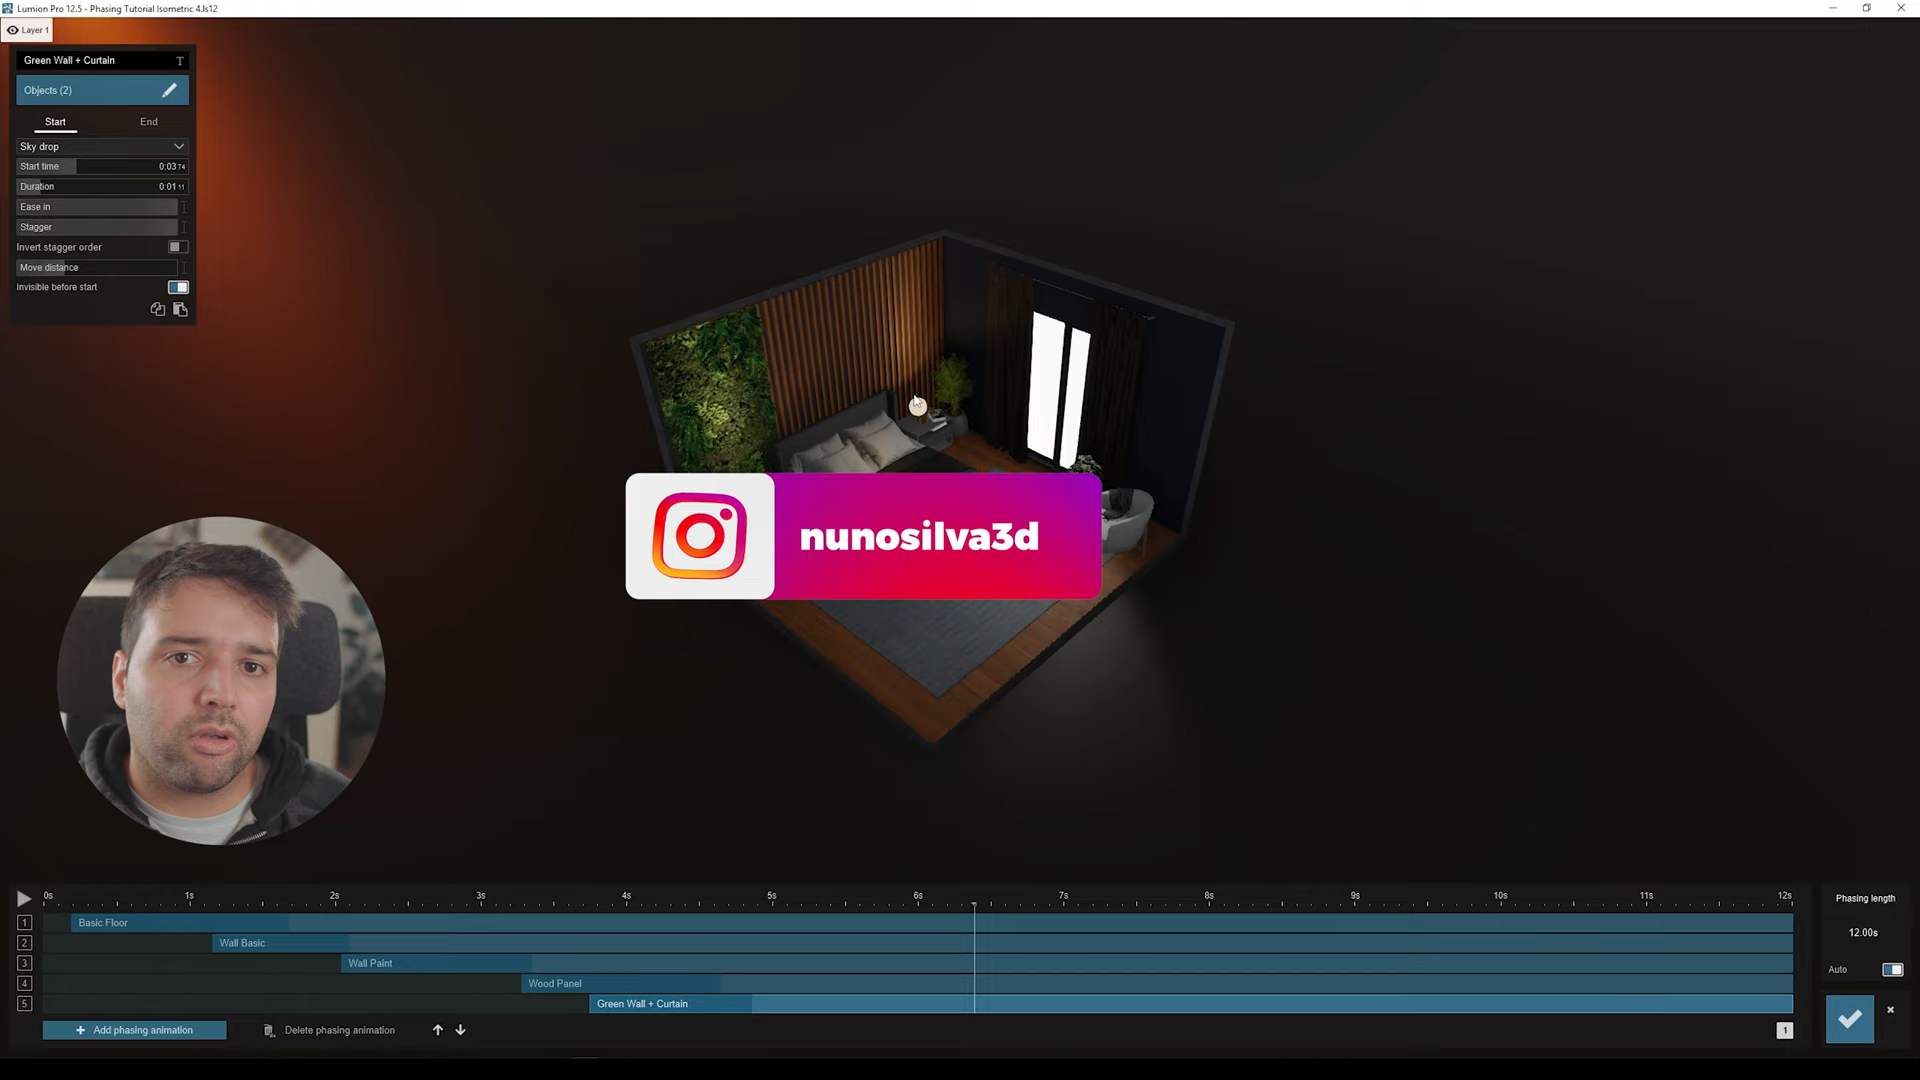 Lumion Pro 12.5 - Phasing Tutorial Isometric 4.ls12
Layer 1
Green Wall + Curtain T
Objects (2)
Start End
Sky drop
Start time 0:03 74
Duration 0:01 11
Ease in
Stagger
Invert stagger order
Move distance
Invisible before start
nunosilva3d
0s 1s 2s 3s 4s 5s 6s 7s 8s 9s 10s 11s 12s
Phasing length
12.00s
Auto
1 Basic Floor
2 Wall Basic
3 Wall Paint
4 Wood Panel
5 Green Wall + Curtain
+ Add phasing animation Delete phasing animation 1